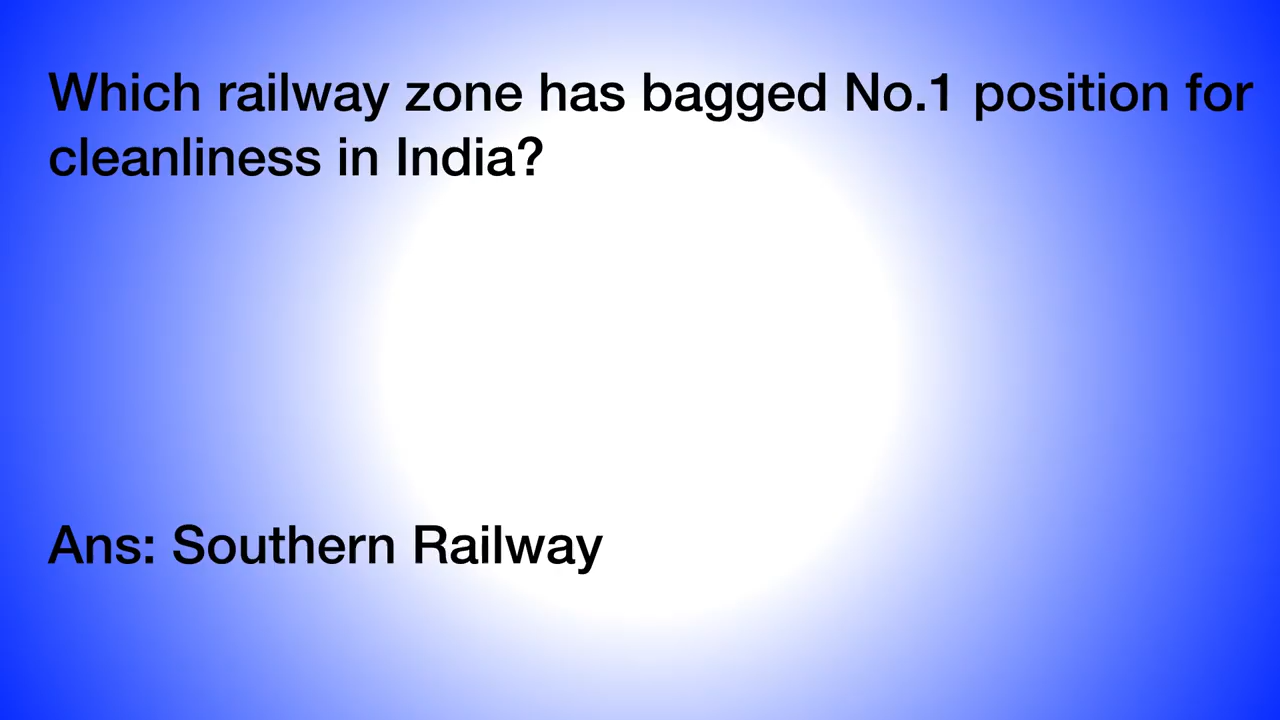 Which railway zone has bagged No.1 position for
cleanliness in India?
Ans: Southern Railway